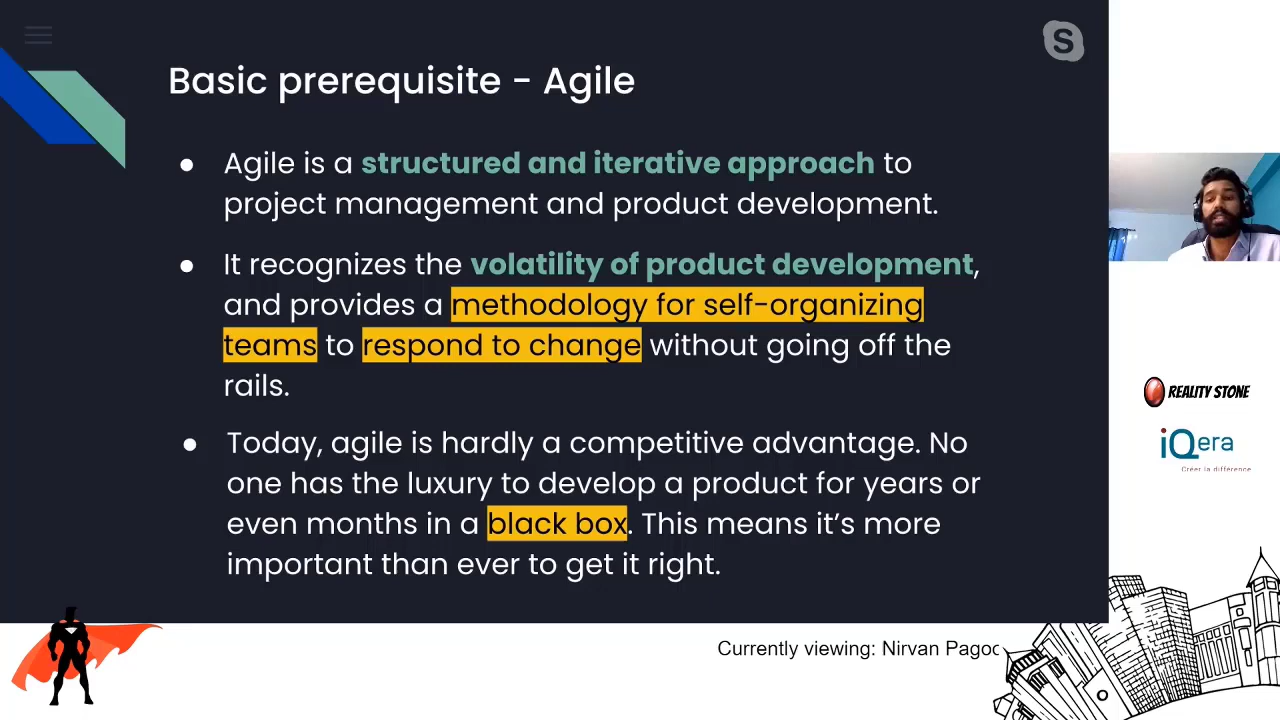 S
Basic prerequisite - Agile
● Agile is a structured and iterative approach to
project management and product development.
● It recognizes the volatility of product development,
and provides a methodology for self-organizing
teams to respond to change without going off the
rails.
● Today, agile is hardly a competitive advantage. No
one has the luxury to develop a product for years or
even months in a black box. This means it's more
important than ever to get it right.
REALITY STONE
iQera
Créer la différence
Currently viewing: Nirvan Pagoc